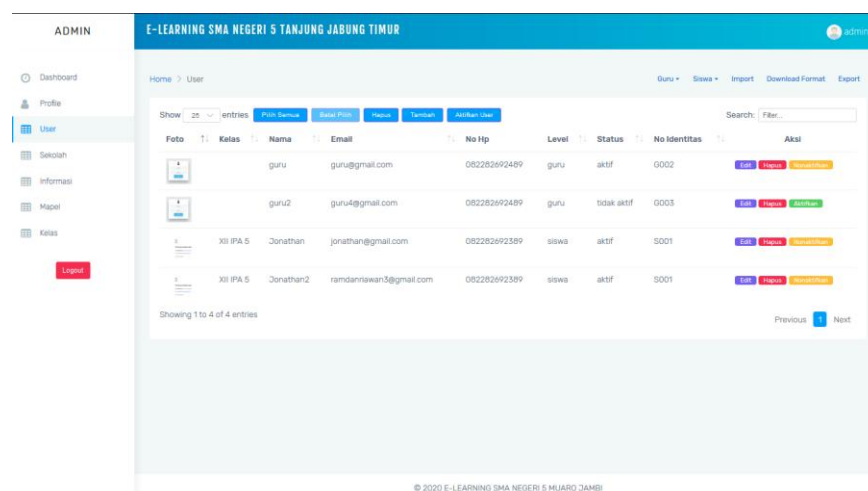 ADMIN
E-LEARNING SMA NEGERI 5 TANJUNG JABUNG TIMUR
admin
Dashboard
Profile
User
Sekolah
Informasi
Mapel
Kelas
Logout
Home > User
Guru Siswa Import Download Format Export
Show 25 entries Pilih Semua Batal Pilih Hapus Tambah Aktifkan User Search: Filter...
Foto Kelas Nama Email No Hp Level Status No Identitas Aksi
guru guru@gmail.com 082282692489 guru aktif G002 Edit Hapus Nonaktifkan
guru2 guru4@gmail.com 082282692489 guru tidak aktif G003 Edit Hapus Aktifkan
XII IPA 5 Jonathan jonathan@gmail.com 082282692389 siswa aktif S001 Edit Hapus Nonaktifkan
XII IPA 5 Jonathan2 ramdanriawan3@gmail.com 082282692389 siswa aktif S001 Edit Hapus Nonaktifkan
Showing 1 to 4 of 4 entries
Previous 1 Next
© 2020 E-LEARNING SMA NEGERI 5 MUARO JAMBI